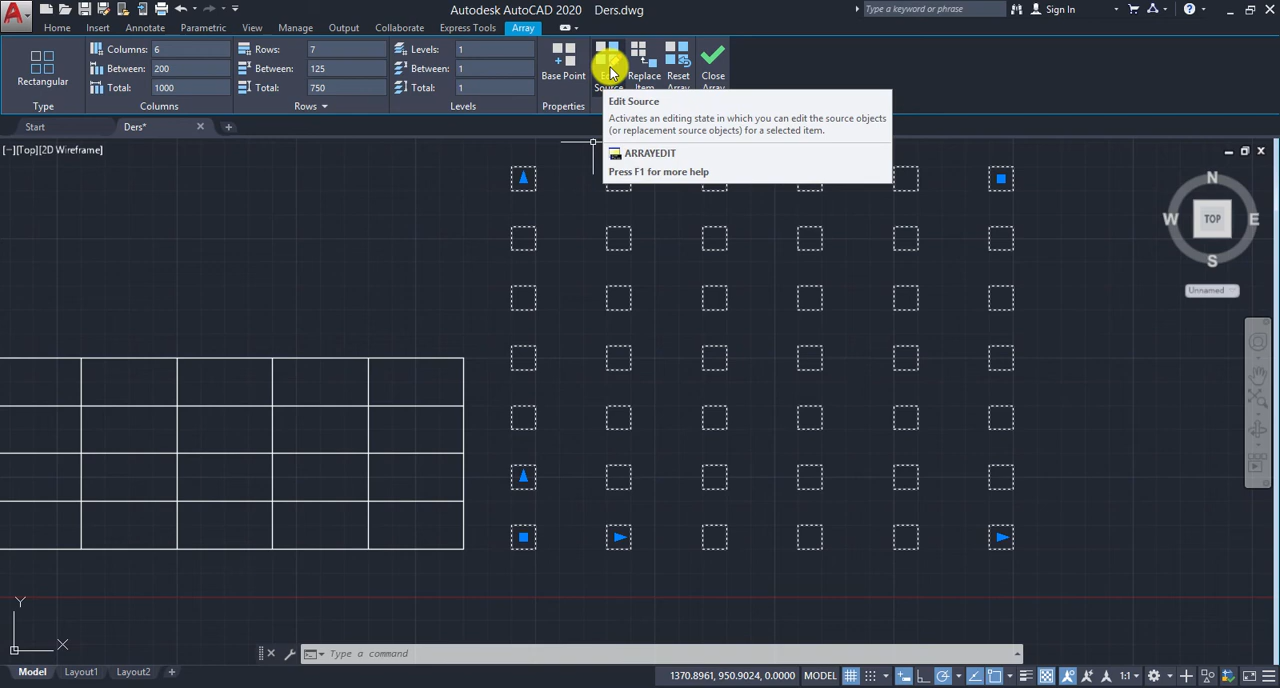 Autodesk AutoCAD 2020 Ders.dwg
Type a keyword or phrase
Sign In
Home Insert Annotate Parametric View Manage Output Collaborate Express Tools Array
Columns: 6
Between: 200
Total: 1000
Rows: 7
Between: 125
Total: 750
Levels: 1
Between: 1
Total: 1
Rectangular
Base Point
Source
Replace
Item
Reset
Array
Close
Array
Type Columns Rows Levels Properties
Edit Source
Activates an editing state in which you can edit the source objects
(or replacement source objects) for a selected item.
ARRAYEDIT
Press F1 for more help
Start Ders*
[−][Top][2D Wireframe]
N
W TOP E
S
Unnamed
Y
X
Type a command
Model Layout1 Layout2
1370.8961, 950.9024, 0.0000 MODEL 1:1